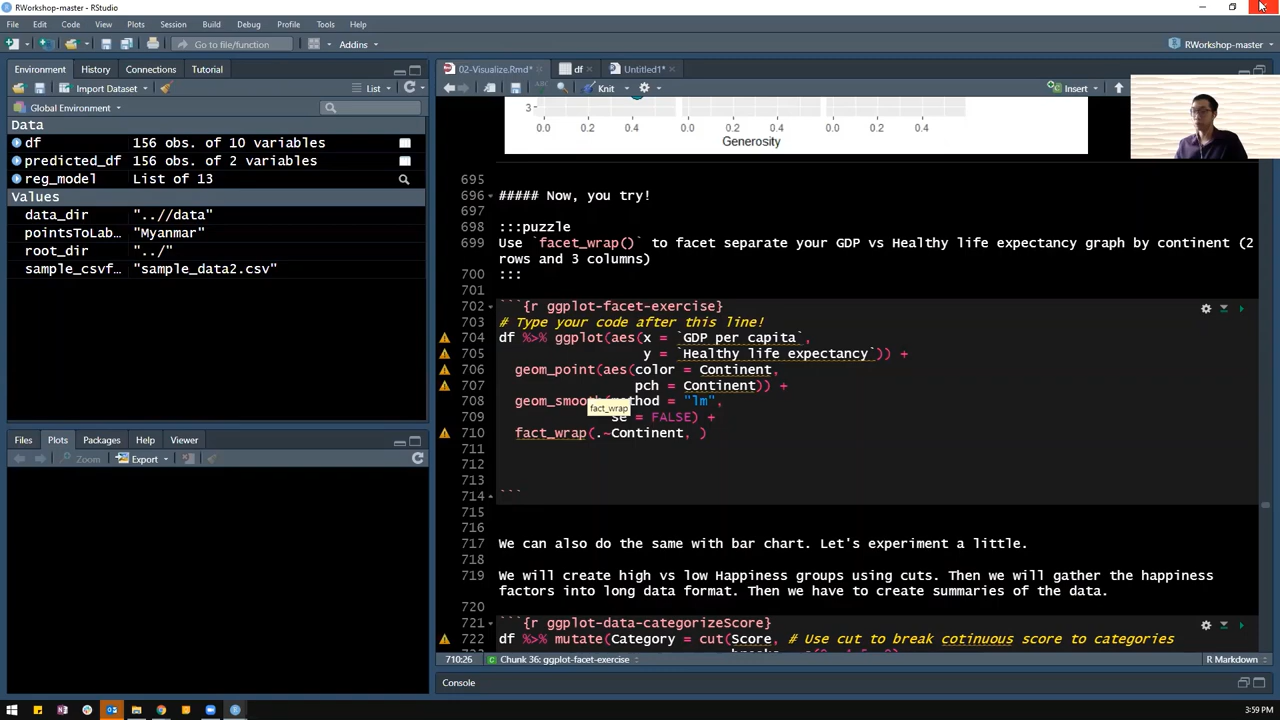 RWorkshop-master - RStudio
File Edit Code View Plots Session Build Debug Profile Tools Help
Go to file/function Addins RWorkshop-master
Environment History Connections Tutorial
Import Dataset List
Global Environment
Data
df 156 obs. of 10 variables
predicted_df 156 obs. of 2 variables
reg_model List of 13
Values
data_dir "..//data"
pointsToLab… "Myanmar"
root_dir "../"
sample_csvf… "sample_data2.csv"
Files Plots Packages Help Viewer
Zoom Export
02-Visualize.Rmd* df Untitled1*
Knit Insert
3
0.0 0.2 0.4 0.0 0.2 0.4 0.0 0.2 0.4
Generosity
695
696 ##### Now, you try!
697
698 :::puzzle
699 Use `facet_wrap()` to facet separate your GDP vs Healthy life expectancy graph by continent (2
rows and 3 columns)
700 :::
701
702 ```{r ggplot-facet-exercise}
703 # Type your code after this line!
704 df %>% ggplot(aes(x = `GDP per capita`,
705 y = `Healthy life expectancy`)) +
706 geom_point(aes(color = Continent,
707 pch = Continent)) +
708 geom_smooth(method = "lm",
fact_wrap
709 se = FALSE) +
710 fact_wrap(.~Continent, )
711
712
713
714 ```
715
716
717 We can also do the same with bar chart. Let's experiment a little.
718
719 We will create high vs low Happiness groups using cuts. Then we will gather the happiness
factors into long data format. Then we have to create summaries of the data.
720
721 ```{r ggplot-data-categorizeScore}
722 df %>% mutate(Category = cut(Score, # Use cut to break cotinuous score to categories
710:26 Chunk 36: ggplot-facet-exercise R Markdown
Console
3:59 PM